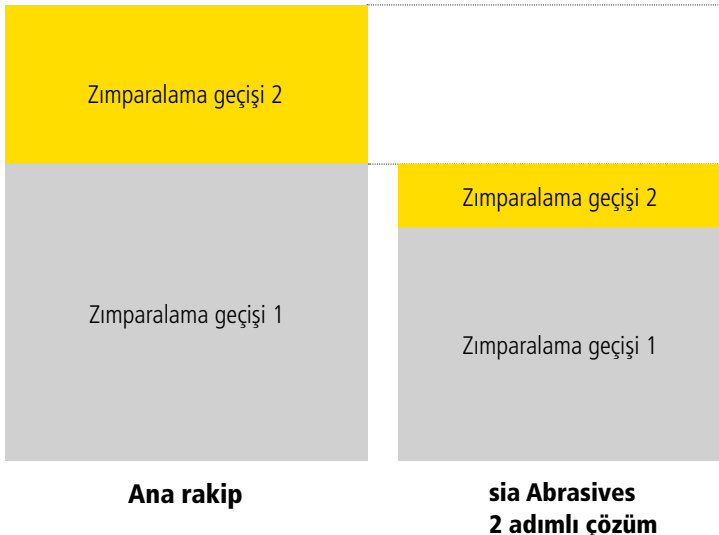 Zımparalama geçişi 2
Zımparalama geçişi 1
Ana rakip
Zımparalama geçişi 2
Zımparalama geçişi 1
sia Abrasives
2 adımlı çözüm